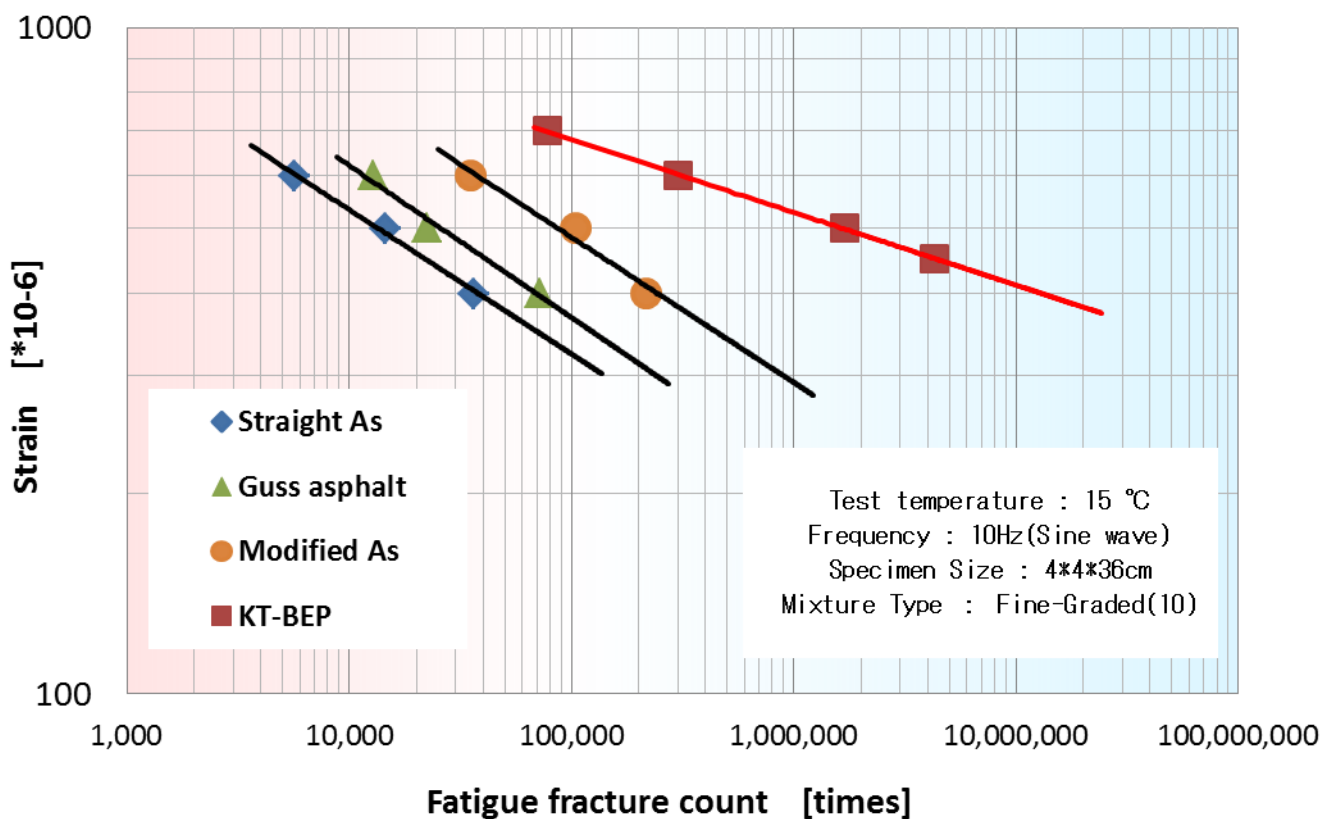 1000
Strain [*10-6]
100
1,000 10,000 100,000 1,000,000 10,000,000 100,000,000
Fatigue fracture count [times]
Straight As
Guss asphalt
Modified As
KT-BEP
Test temperature : 15 ℃
Frequency : 10Hz(Sine wave)
Specimen Size : 4*4*36cm
Mixture Type : Fine-Graded(10)